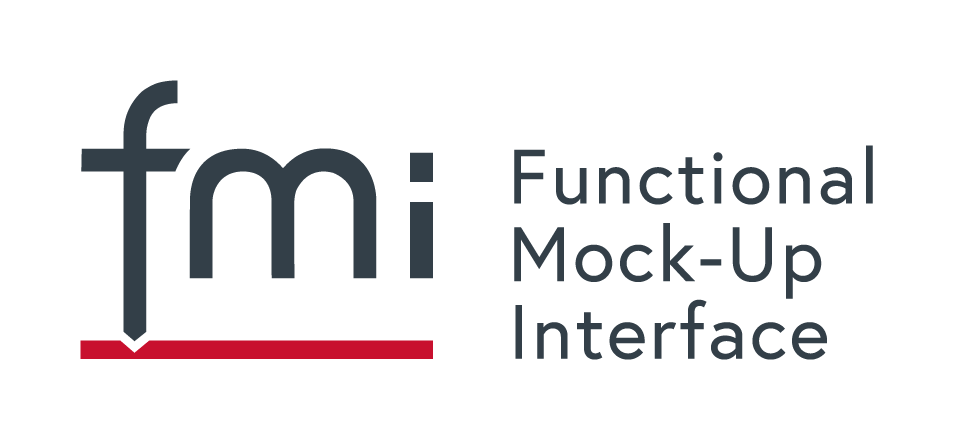 fmi
Functional
Mock-Up
Interface